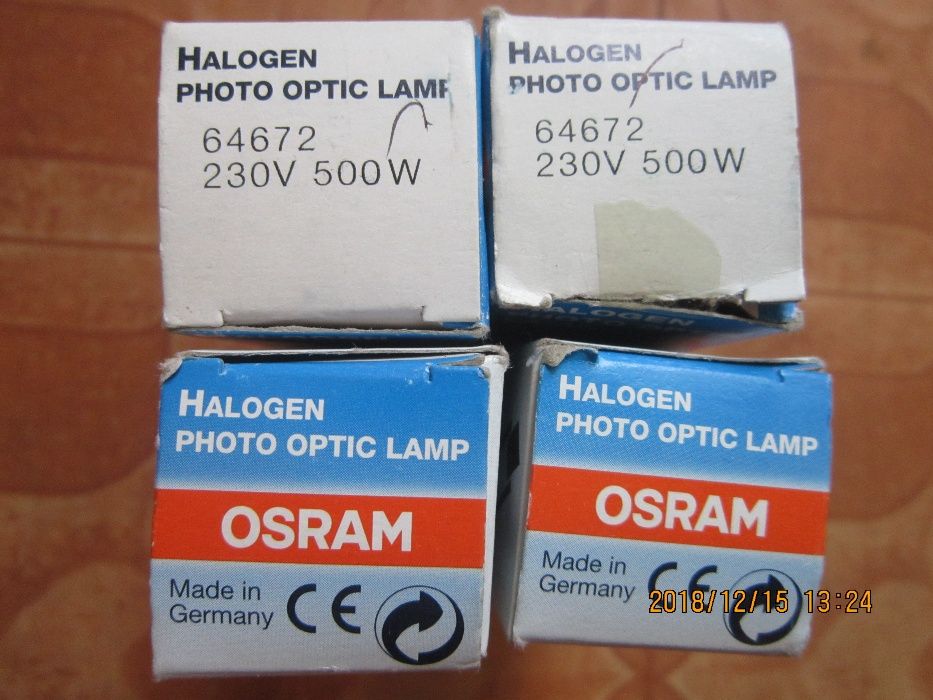 HALOGEN
PHOTO OPTIC LAMP
64672
230V 500W
HALOGEN
PHOTO OPTIC LAMP
64672
230V 500W
HALOGEN
HALOGEN
PHOTO OPTIC LAMP
OSRAM
Made in
Germany CE
HALOGEN
PHOTO OPTIC LAMP
OSRAM
Made in
Germany CE
2018/12/15 13:24